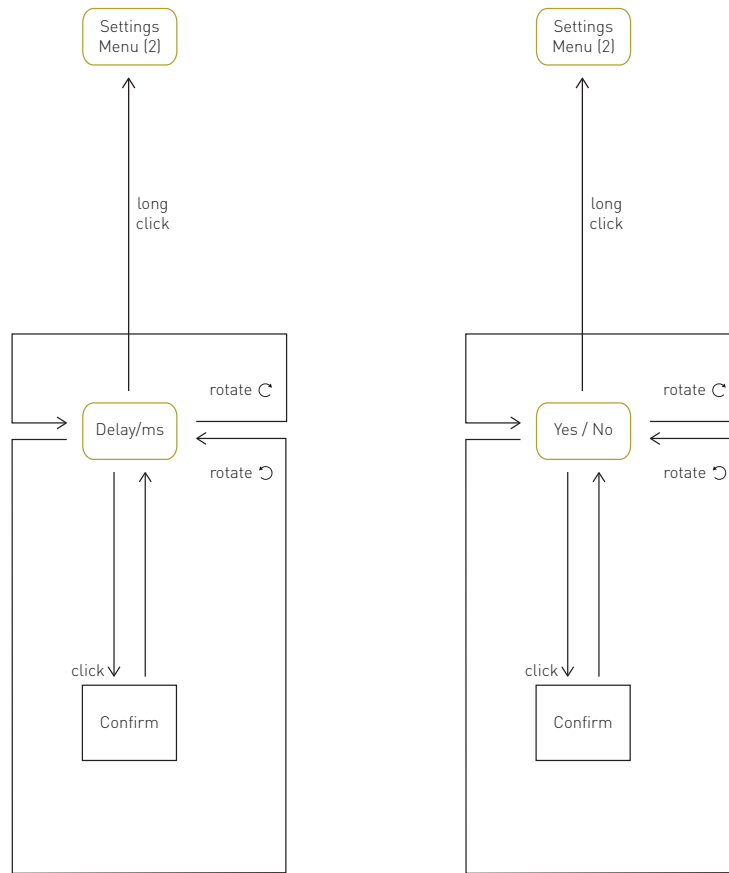 Settings
Menu (2)
long
click
rotate
Delay/ms
rotate
click
Confirm
Settings
Menu (2)
long
click
rotate
Yes / No
rotate
click
Confirm